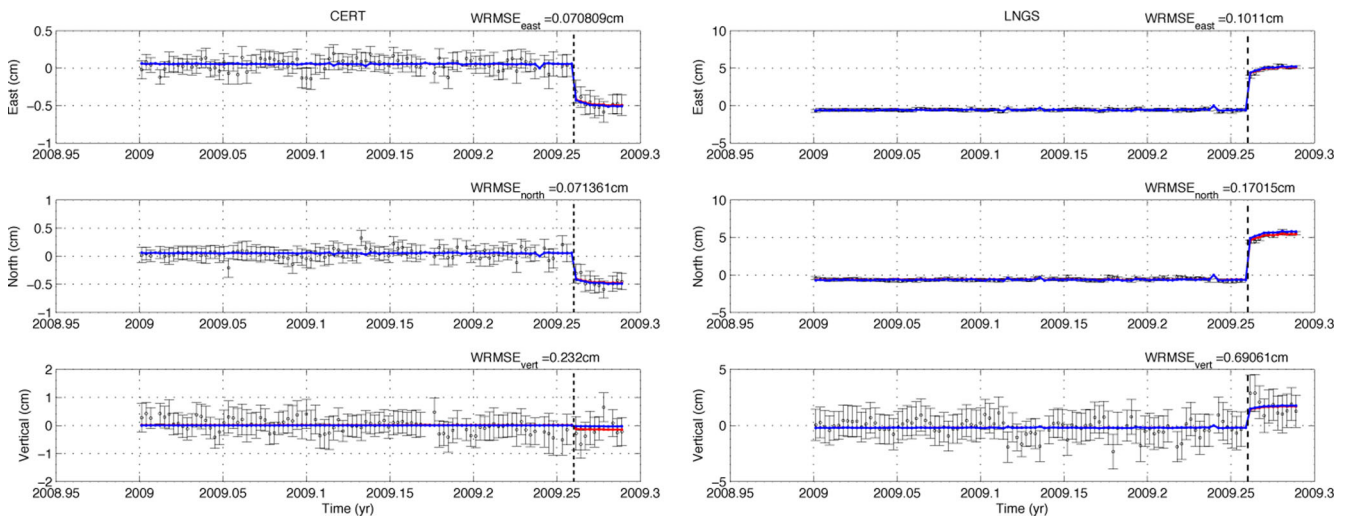 CERT
WRMSE_east =0.070809cm
0.5
0
−0.5
−1
East (cm)
2008.95 2009 2009.05 2009.1 2009.15 2009.2 2009.25 2009.3
WRMSE_north =0.071361cm
1
0.5
0
−0.5
−1
North (cm)
2008.95 2009 2009.05 2009.1 2009.15 2009.2 2009.25 2009.3
WRMSE_vert =0.232cm
2
1
0
−1
−2
Vertical (cm)
2008.95 2009 2009.05 2009.1 2009.15 2009.2 2009.25 2009.3
Time (yr)
LNGS
WRMSE_east =0.1011cm
10
5
0
−5
East (cm)
2008.95 2009 2009.05 2009.1 2009.15 2009.2 2009.25 2009.3
WRMSE_north =0.17015cm
10
5
0
−5
North (cm)
2008.95 2009 2009.05 2009.1 2009.15 2009.2 2009.25 2009.3
WRMSE_vert =0.69061cm
5
0
−5
Vertical (cm)
2008.95 2009 2009.05 2009.1 2009.15 2009.2 2009.25 2009.3
Time (yr)